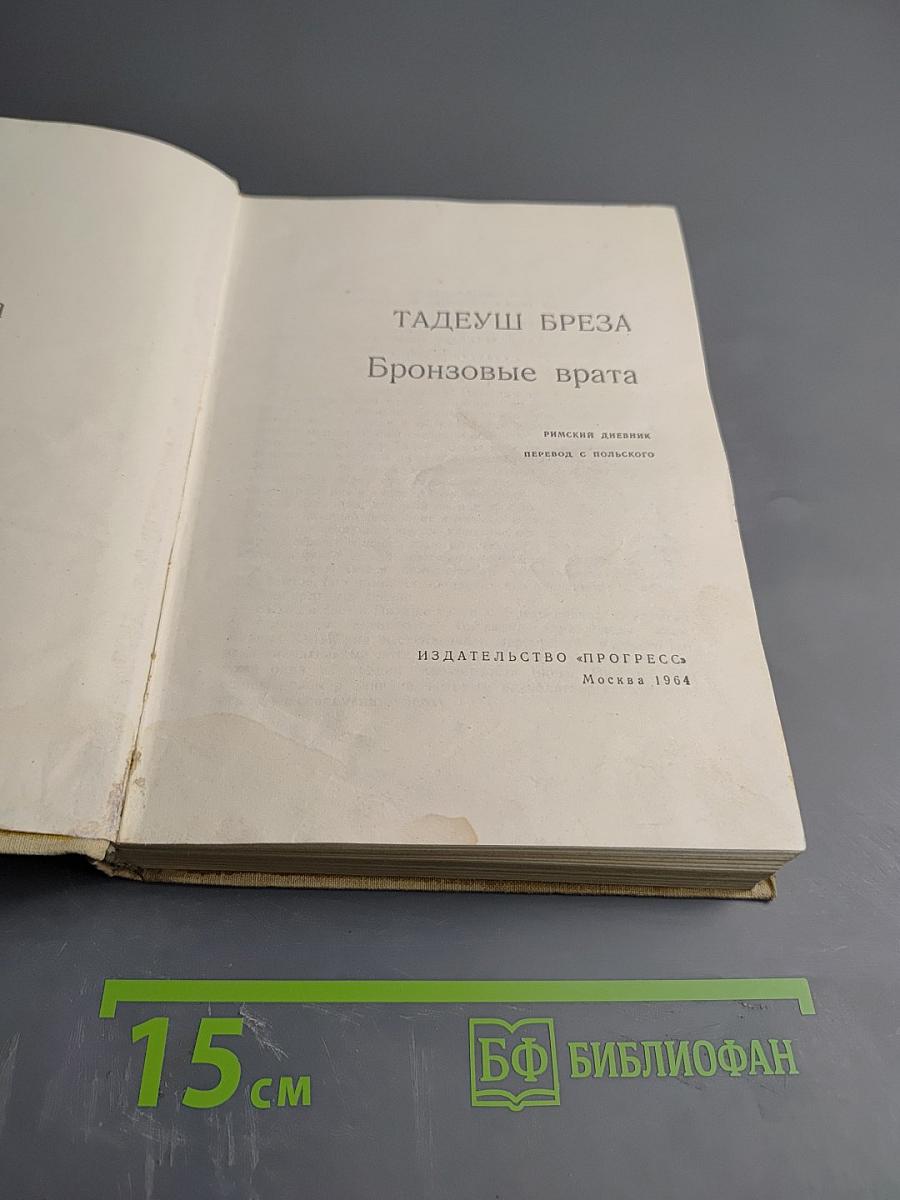 ТАДЕУШ БРЕЗА
Бронзовые врата
РИМСКИЙ ДНЕВНИК
ПЕРЕВОД С ПОЛЬСКОГО
ИЗДАТЕЛЬСТВО «ПРОГРЕСС»
Москва 1964
15 см
БФ БИБЛИОФАН